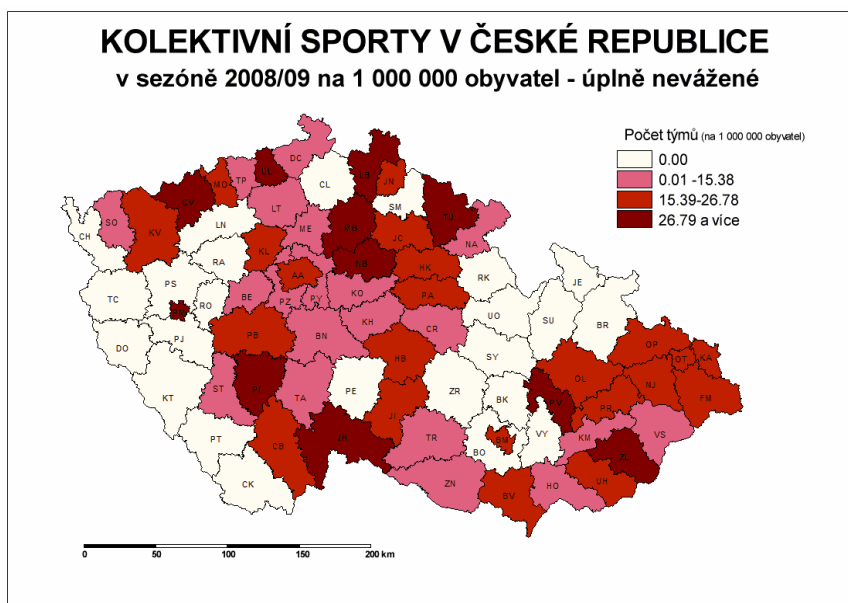 KOLEKTIVNÍ SPORTY V ČESKÉ REPUBLICE
v sezóně 2008/09 na 1 000 000 obyvatel - úplně nevážené
Počet týmů (na 1 000 000 obyvatel)
0.00
0.01 -15.38
15.39-26.78
26.79 a více
DC
LB
UL
TP
MO
CL
JN
CV
SM
TU
LT
SO
LN
ME
MB
JC
NA
CH
KV
KL
RA
NB
HK
RK
JE
AA
TC
PS
RO
BE
PZ
PY
KO
PA
UO
SU
BR
DO
PJ
PB
BN
KH
CR
OP
SY
HB
OT
KA
KT
ST
PI
TA
PE
ZR
BK
OL
NJ
FM
PV
PR
JI
PT
CB
JH
TR
BO
BM
VY
KM
VS
ZL
CK
ZN
BV
HO
UH
0
50
100
150
200 km